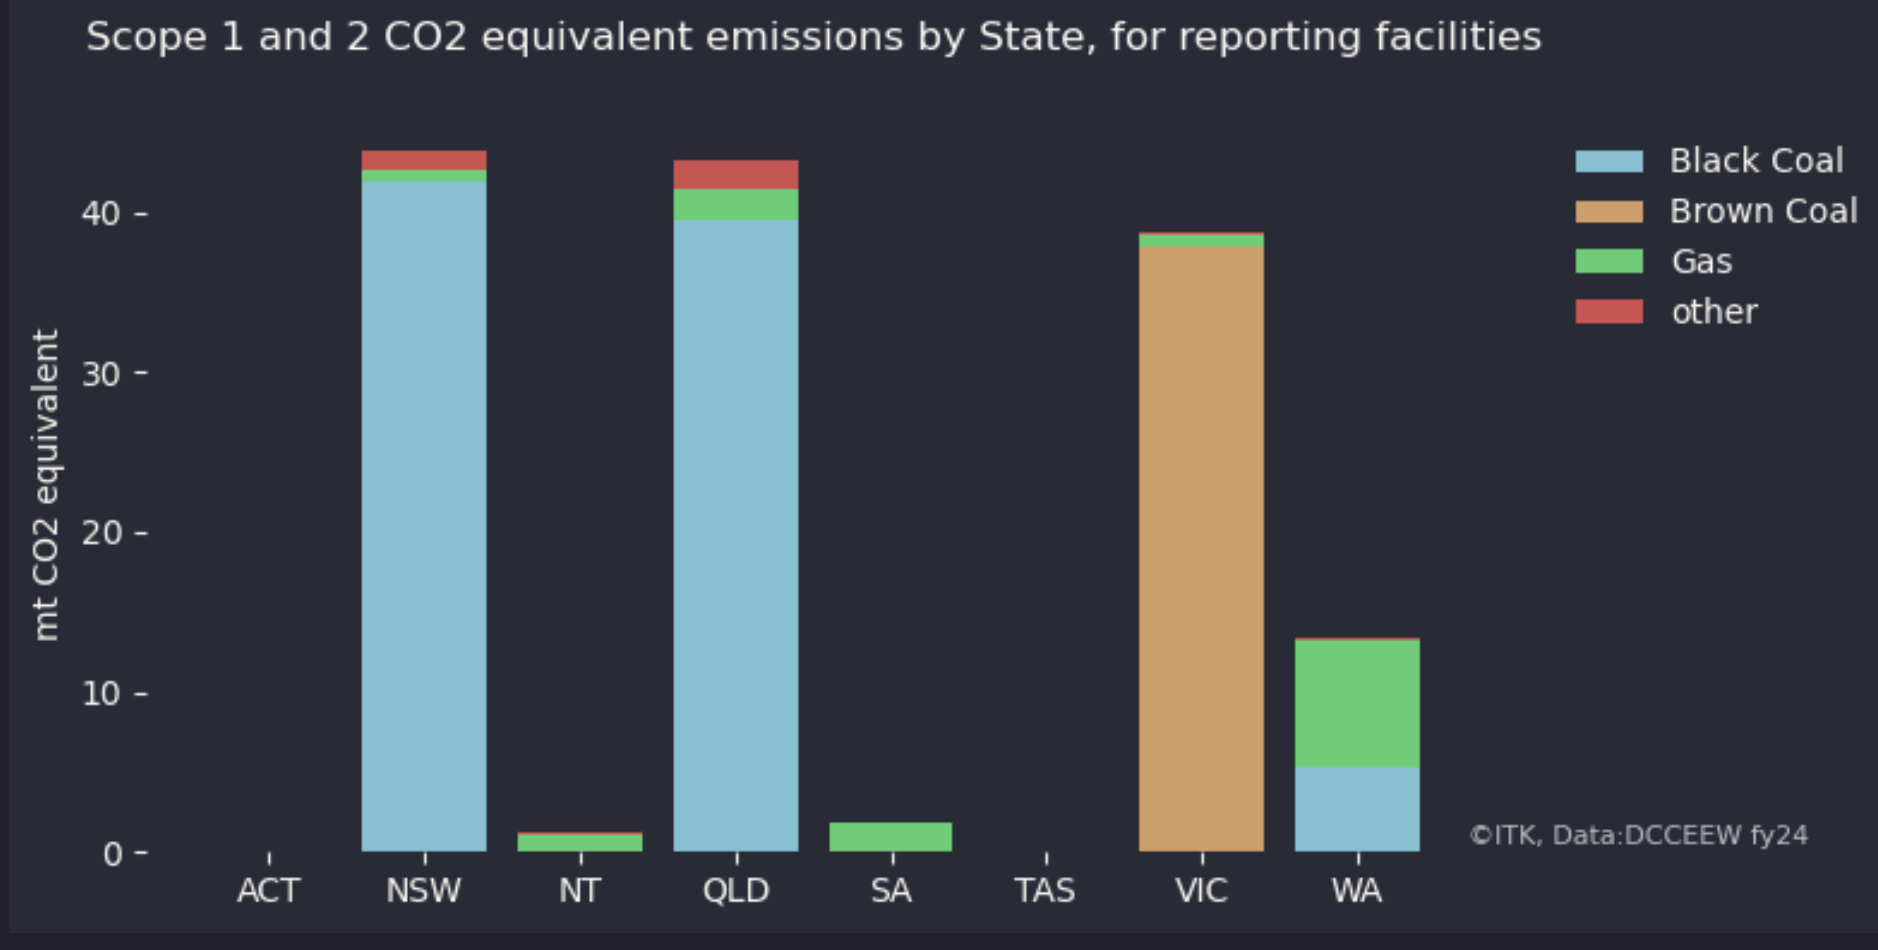 Scope 1 and 2 CO2 equivalent emissions by State, for reporting facilities
mt CO2 equivalent
40
30
20
10
0
ACT
NSW
NT
QLD
SA
TAS
VIC
WA
Black Coal
Brown Coal
Gas
other
©ITK, Data:DCCEEW fy24